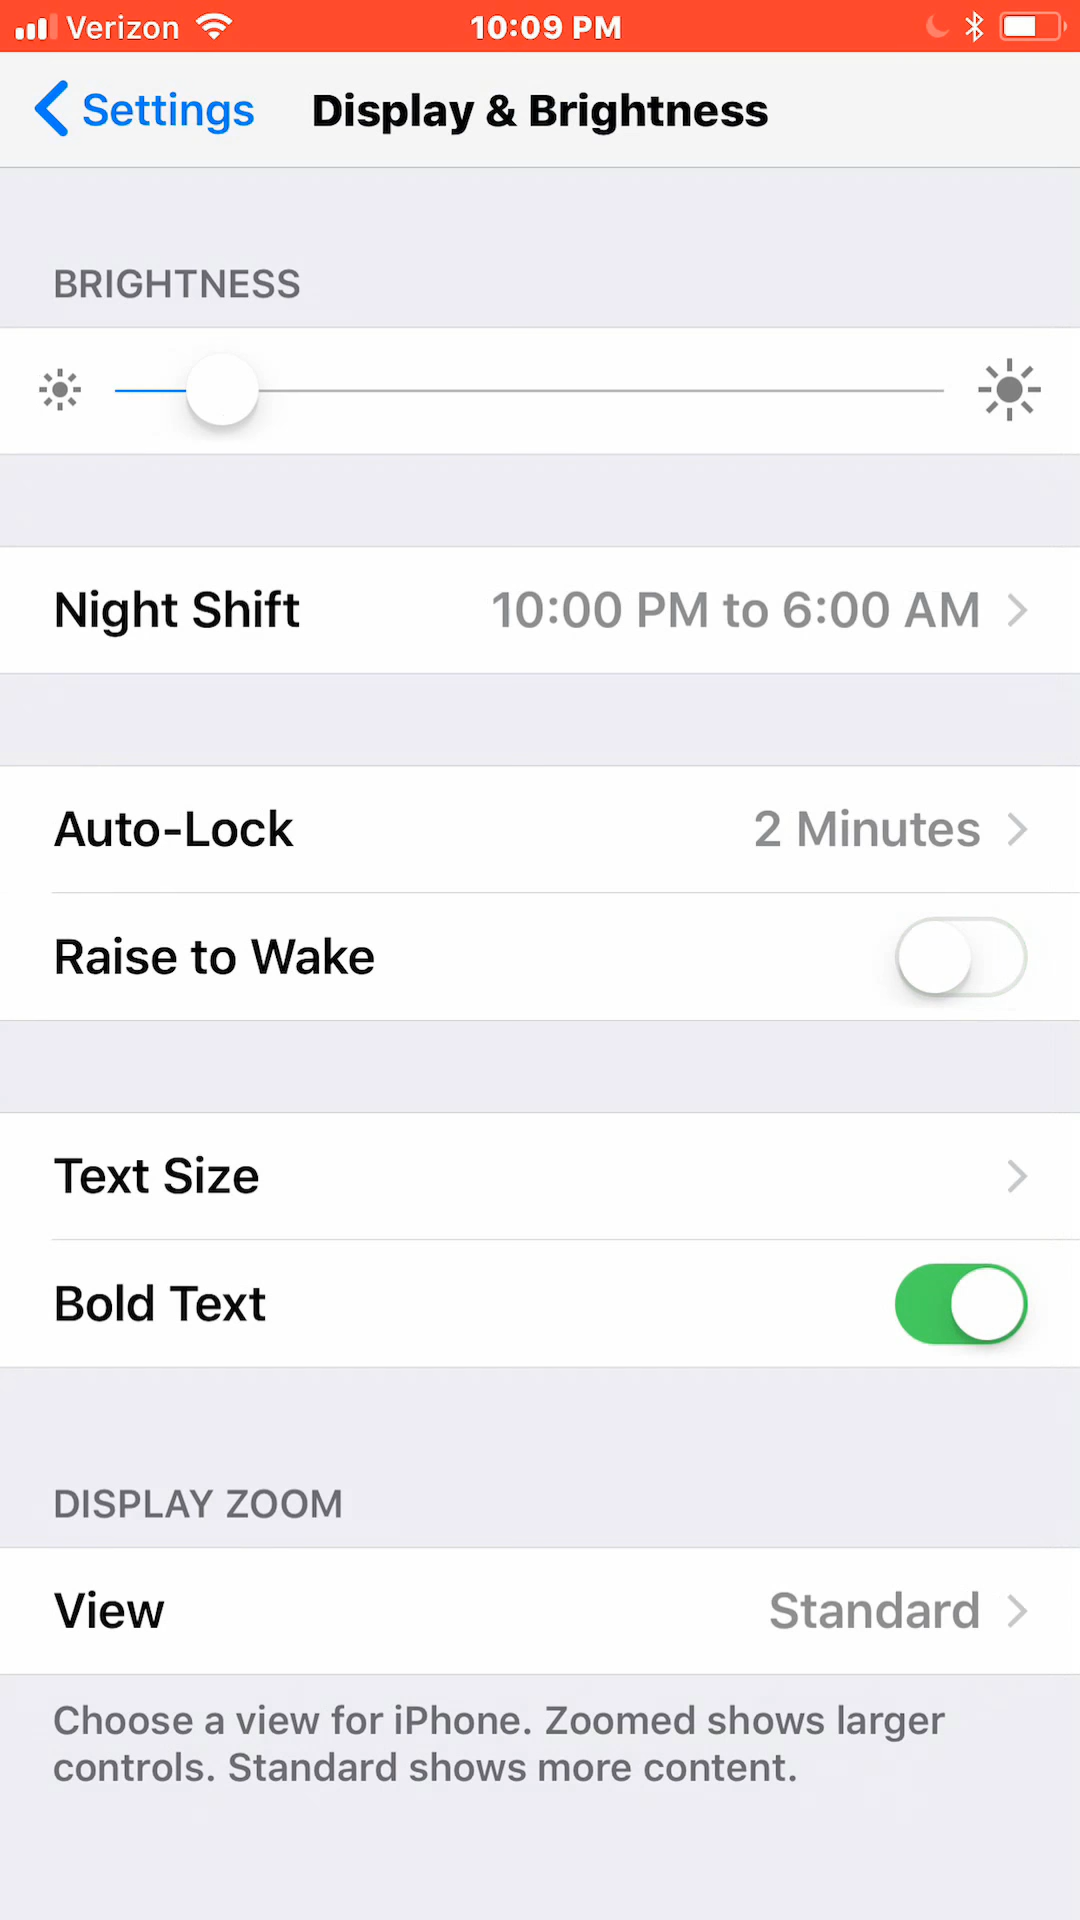 Verizon 10:09 PM
Settings Display & Brightness
BRIGHTNESS
Night Shift 10:00 PM to 6:00 AM
Auto-Lock 2 Minutes
Raise to Wake
Text Size
Bold Text
DISPLAY ZOOM
View Standard
Choose a view for iPhone. Zoomed shows larger
controls. Standard shows more content.